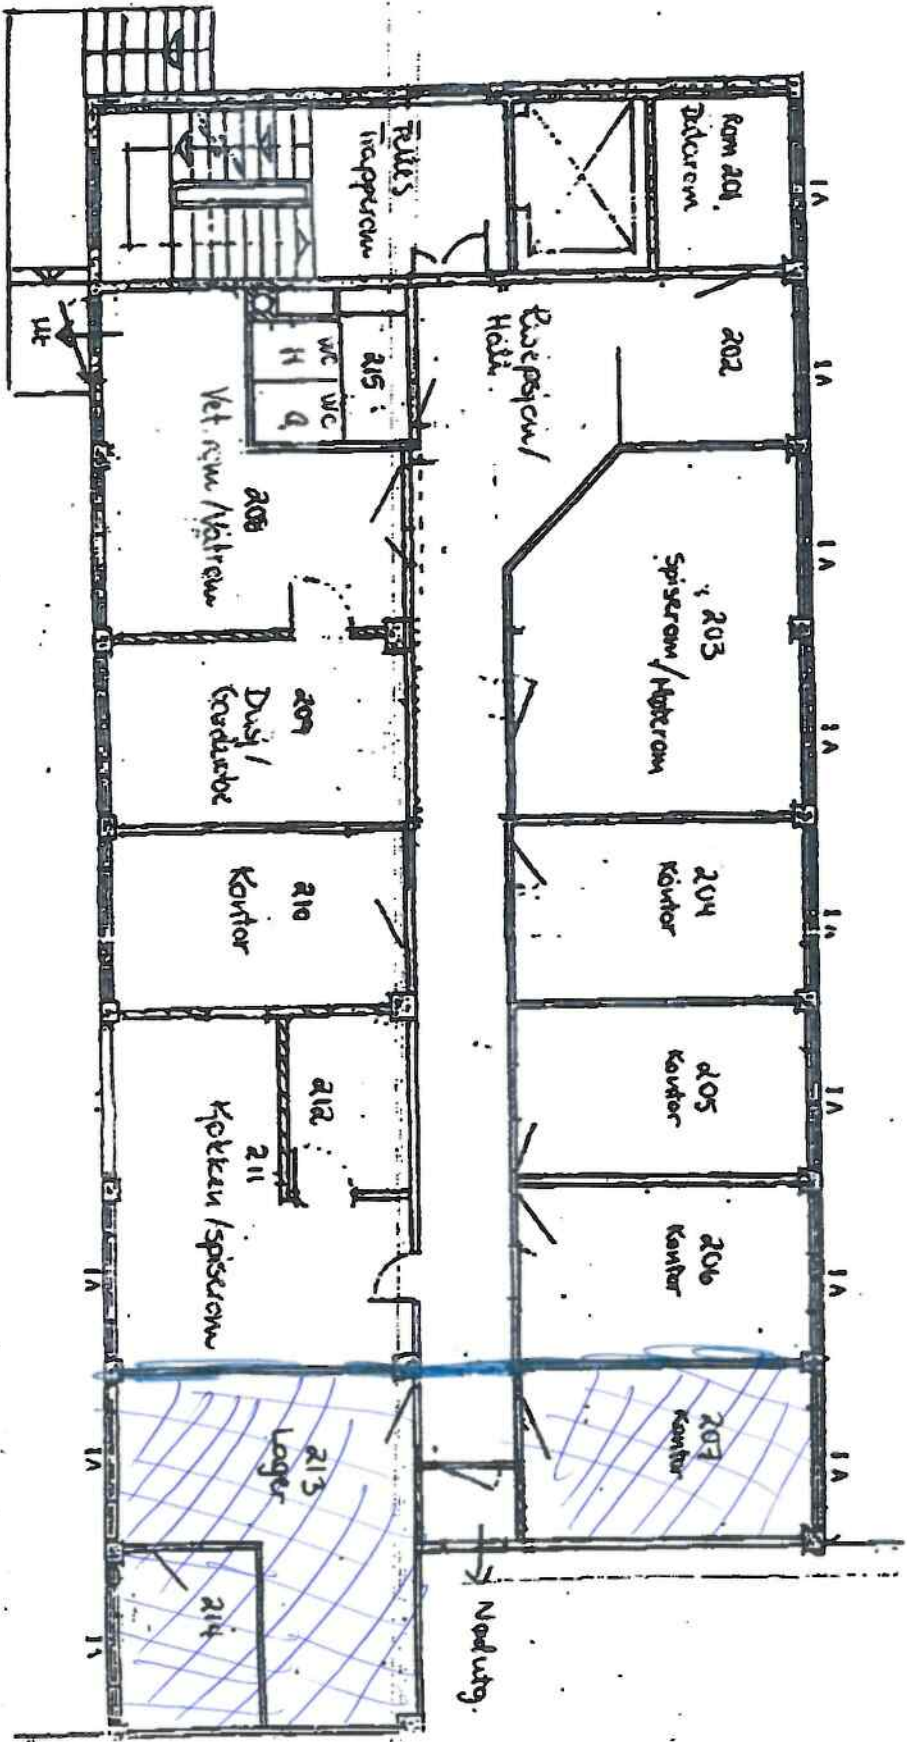 Rom 201.
Datarom
Felles
trapperom
202
Resepsjon/
Hall.
215
WC
WC
H
Ut
208
Vet.rom/Våtrom
203
Spiserom/Møterom
209
Dusj/
Garderobe
210
Kontor
204
Kontor
205
Kontor
206
Kontor
207
Kontor
212
211
Kjøkken/spiserom
213
Lager
214
Nødutg.